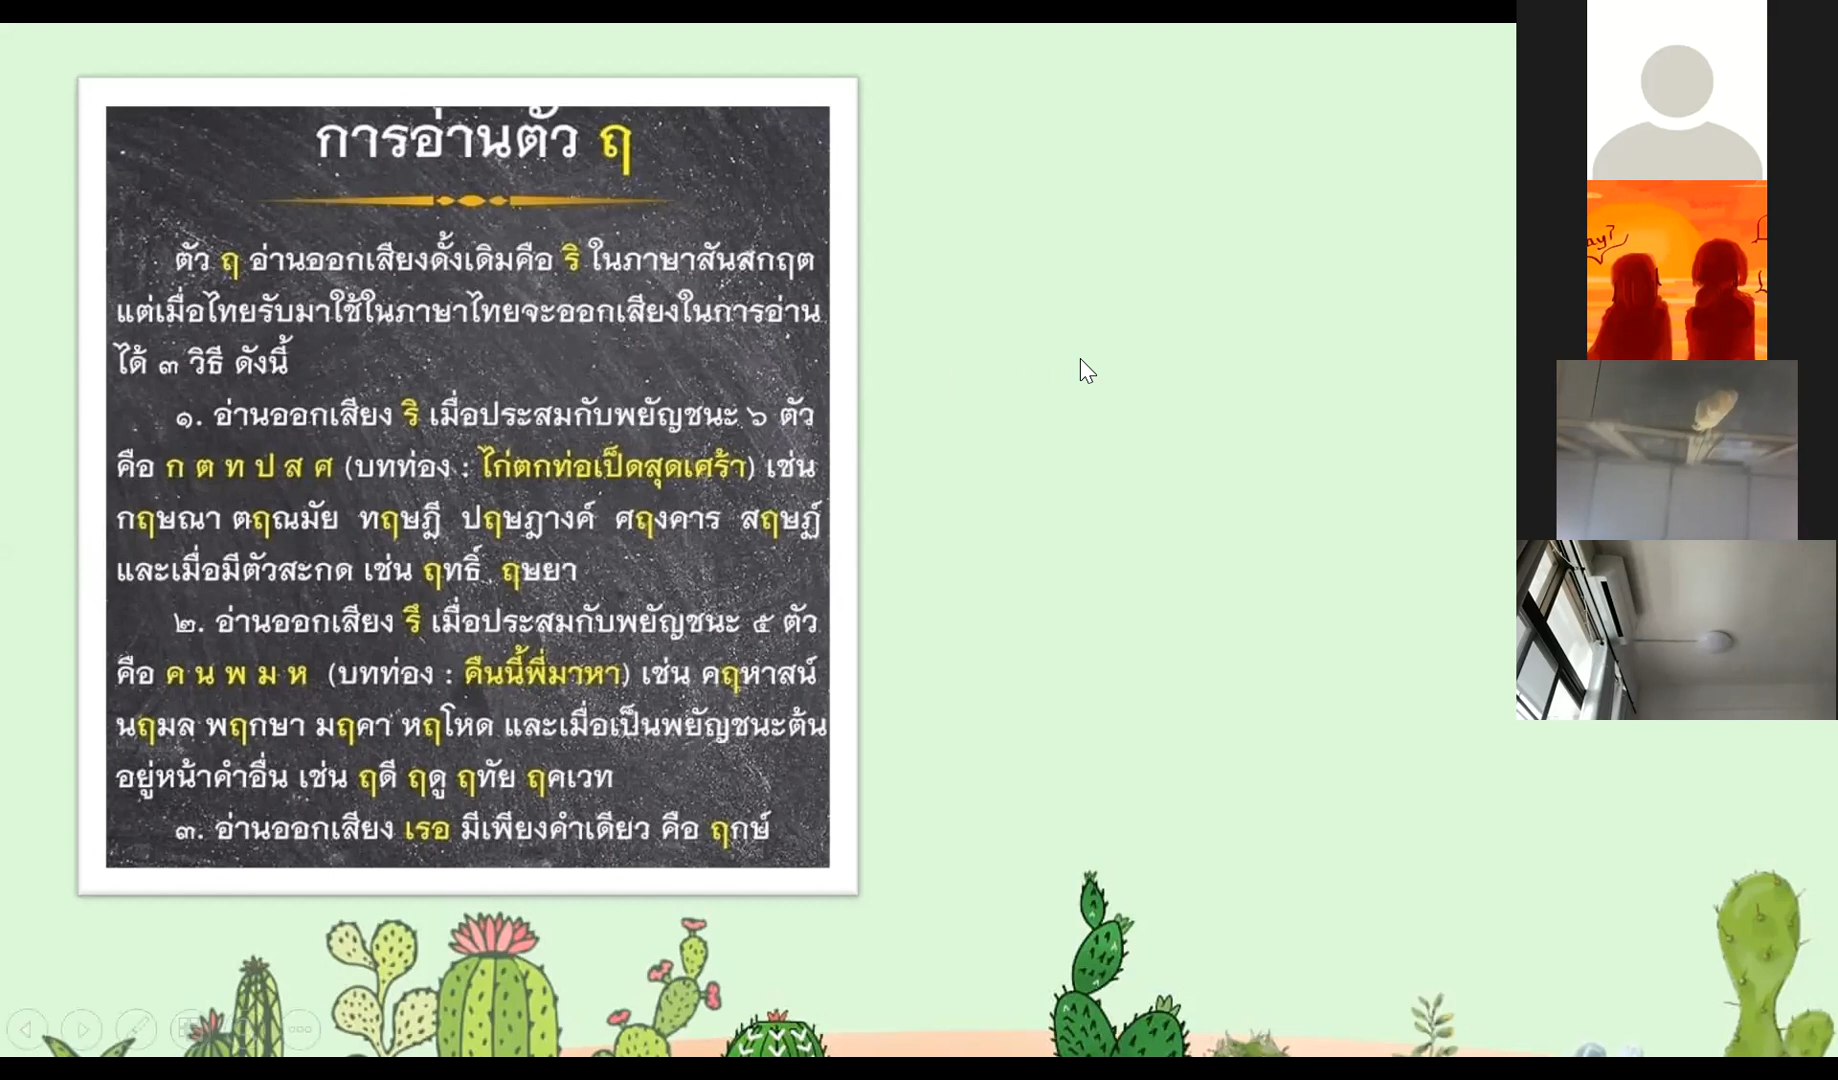 การอ่านตัว ฤ
ตัว ฤ อ่านออกเสียงดั้งเดิมคือ ริ ในภาษาสันสกฤต
แต่เมื่อไทยรับมาใช้ในภาษาไทยจะออกเสียงในการอ่าน
ได้ ๓ วิธี ดังนี้
๑. อ่านออกเสียง ริ เมื่อประสมกับพยัญชนะ ๖ ตัว
คือ ก ต ท ป ส ศ (บทท่อง : ไก่ตกท่อเป็ดสุดเศร้า) เช่น
กฤษณา ตฤณมัย ทฤษฎี ปฤษฎางค์ ศฤงคาร สฤษฎ์
และเมื่อมีตัวสะกด เช่น ฤทธิ์ ฤษยา
๒. อ่านออกเสียง รึ เมื่อประสมกับพยัญชนะ ๕ ตัว
คือ ค น พ ม ห (บทท่อง : คืนนี้พี่มาหา) เช่น คฤหาสน์
นฤมล พฤกษา มฤคา หฤโหด และเมื่อเป็นพยัญชนะต้น
อยู่หน้าคำอื่น เช่น ฤดี ฤดู ฤทัย ฤคเวท
๓. อ่านออกเสียง เรอ มีเพียงคำเดียว คือ ฤกษ์
ay?